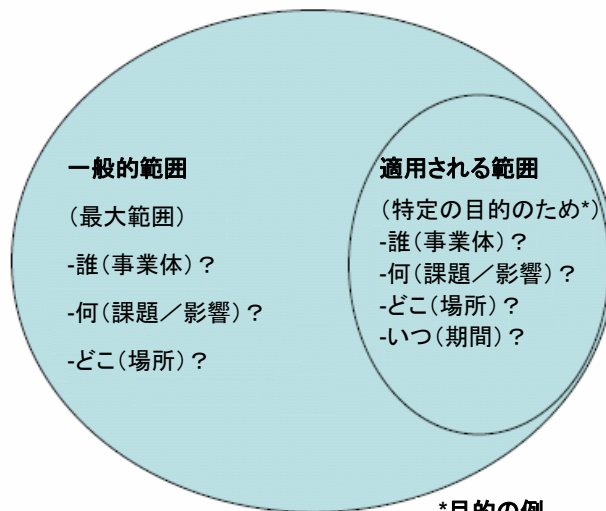 一般的範囲
（最大範囲）
-誰（事業体）？
-何（課題／影響）？
-どこ（場所）？
適用される範囲
（特定の目的のため*）
-誰（事業体）？
-何（課題／影響）？
-どこ（場所）？
-いつ（期間）？
*目的の例